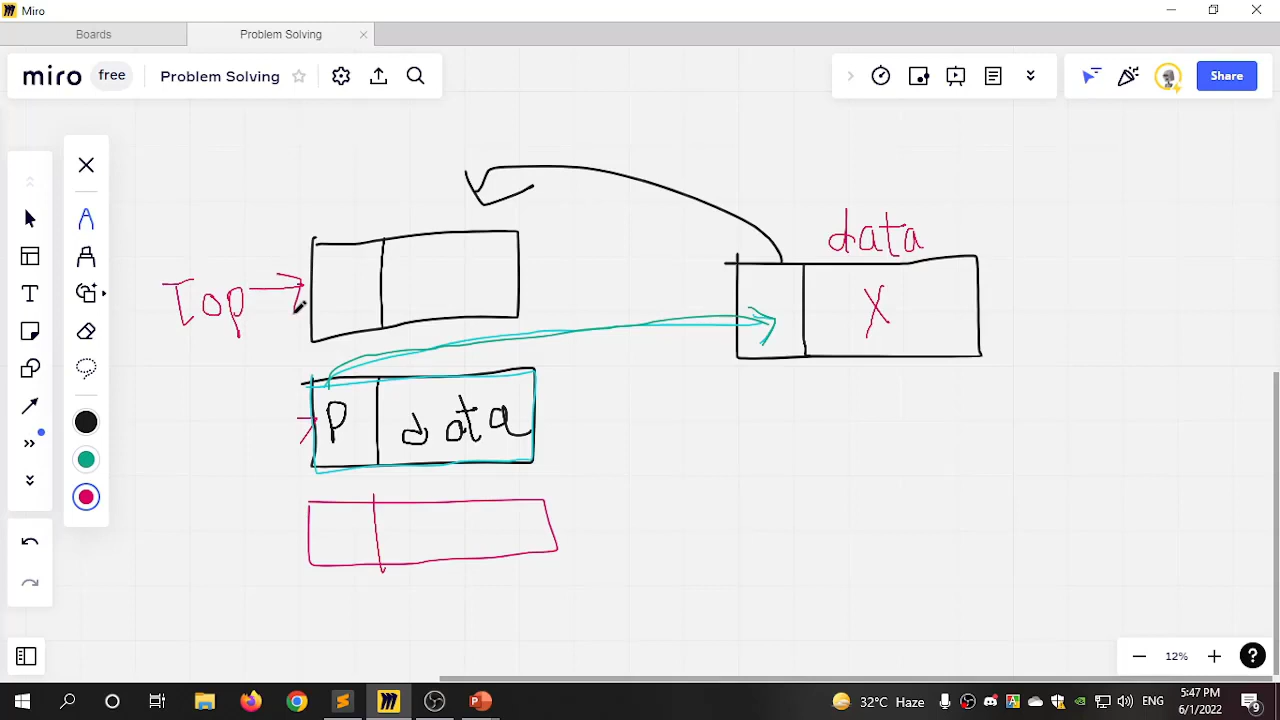 Miro
Boards
Problem Solving
miro
free
Problem Solving
Share
data
Top
X
P
data
12%
?
32°C Haze
ENG
5:47 PM
6/1/2022
9